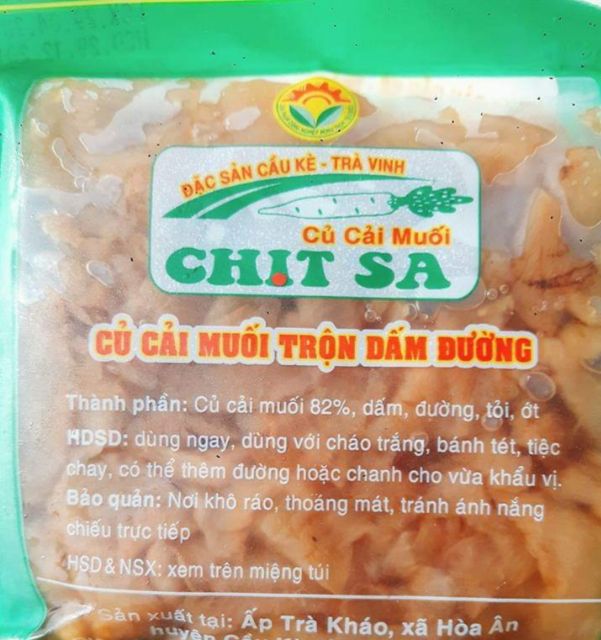 ĐẶC SẢN CẦU KÈ - TRÀ VINH
Củ Cải Muối
CHỊT SA
CỦ CẢI MUỐI TRỘN DẤM ĐƯỜNG
Thành phần: Củ cải muối 82%, dấm, đường, tỏi, ớt
HDSD: dùng ngay, dùng với cháo trắng, bánh tét, tiệc
chay, có thể thêm đường hoặc chanh cho vừa khẩu vị.
Bảo quản: Nơi khô ráo, thoáng mát, tránh ánh nắng
chiếu trực tiếp
HSD & NSX: xem trên miệng túi
Sản xuất tại: Ấp Trà Kháo, xã Hòa Ân
huyện